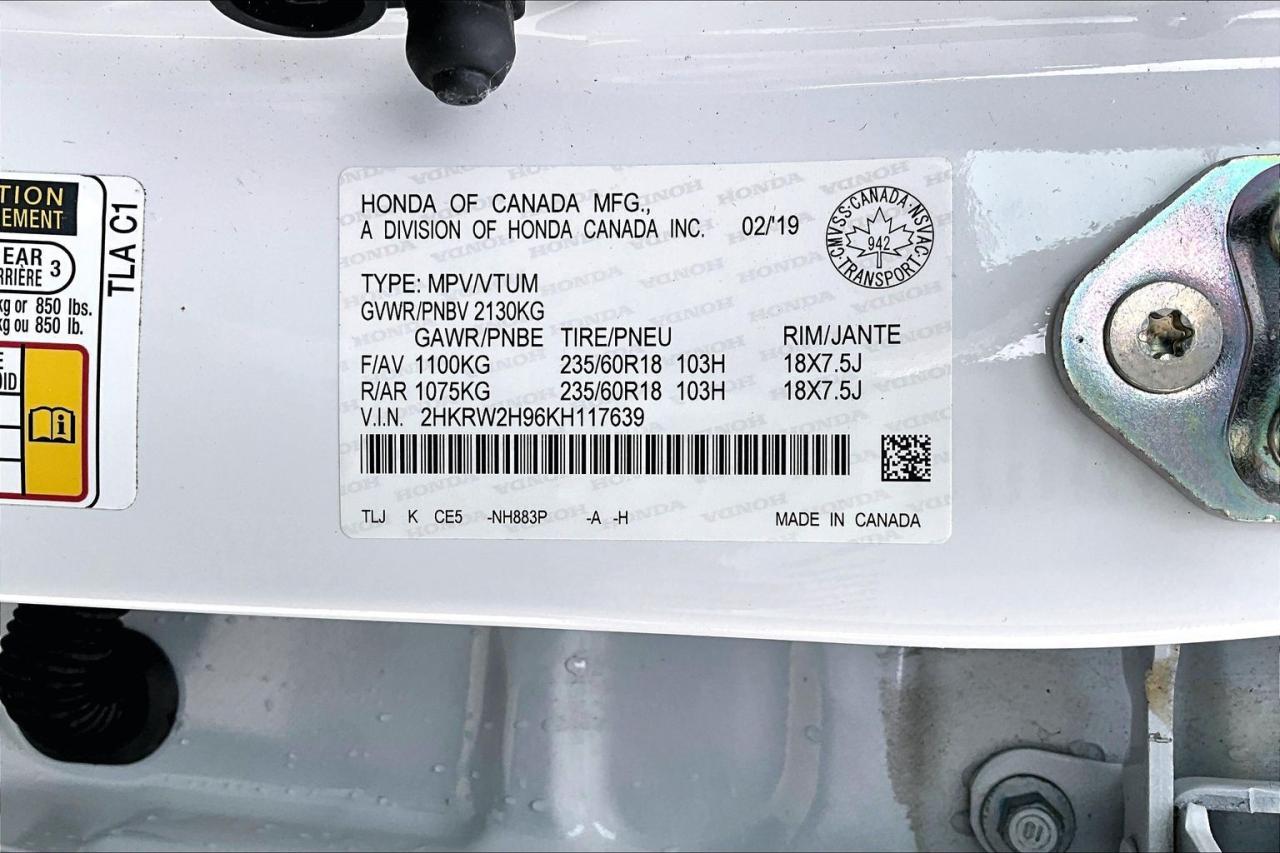 TION
EMENT
EAR
RRIÈRE 3
kg or 850 lbs.
kg ou 850 lb.
OID
TLA C1
HONDA OF CANADA MFG.,
A DIVISION OF HONDA CANADA INC. 02/'19
CMVSS·CANADA·NSVAC·TRANSPORT·
942
TYPE: MPV/VTUM
GVWR/PNBV 2130KG
GAWR/PNBE TIRE/PNEU RIM/JANTE
F/AV 1100KG 235/60R18 103H 18X7.5J
R/AR 1075KG 235/60R18 103H 18X7.5J
V.I.N. 2HKRW2H96KH117639
TLJ K CE5 -NH883P -A -H MADE IN CANADA